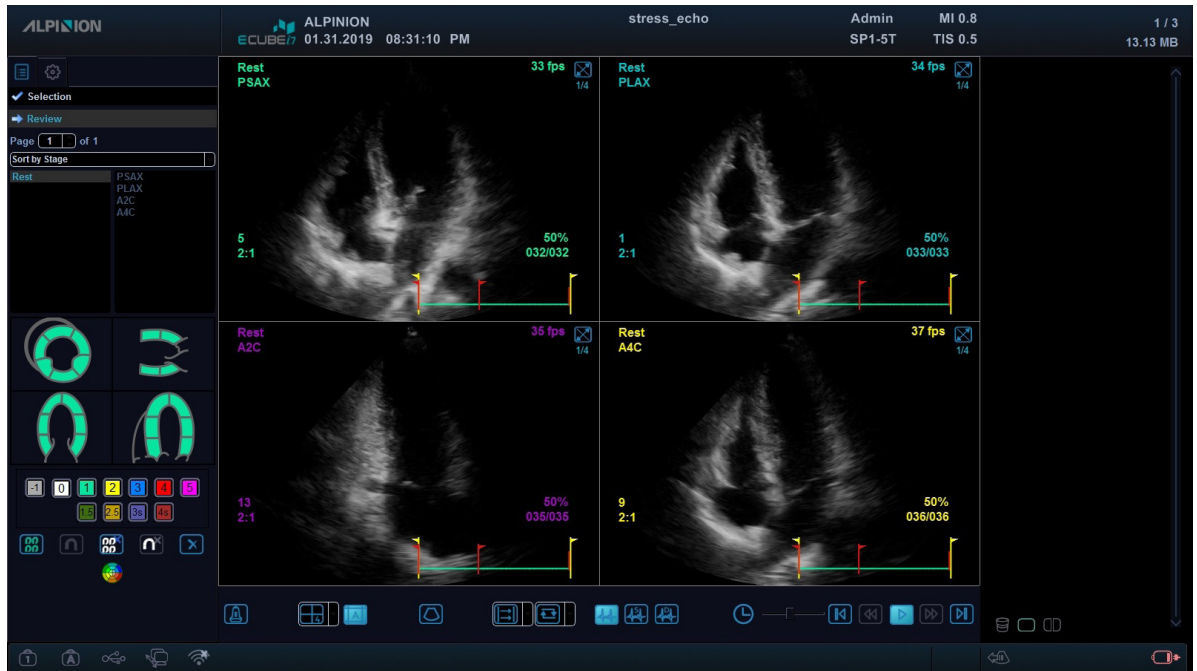 ALPINION
ECUBE i7
ALPINION
01.31.2019 08:31:10 PM
stress_echo
Admin
SP1-5T
MI 0.8
TIS 0.5
1 / 3
13.13 MB
Selection
Review
Page 1 of 1
Sort by Stage
Rest
PSAX
PLAX
A2C
A4C
-1 0 1 2 3 4 5
1.5 2.5 3s 4s
Rest
PSAX
33 fps
1/4
5
2:1
50%
032/032
Rest
PLAX
34 fps
1/4
1
2:1
50%
033/033
Rest
A2C
35 fps
1/4
13
2:1
50%
035/035
Rest
A4C
37 fps
1/4
9
2:1
50%
036/036
4
A
S
D
1
A